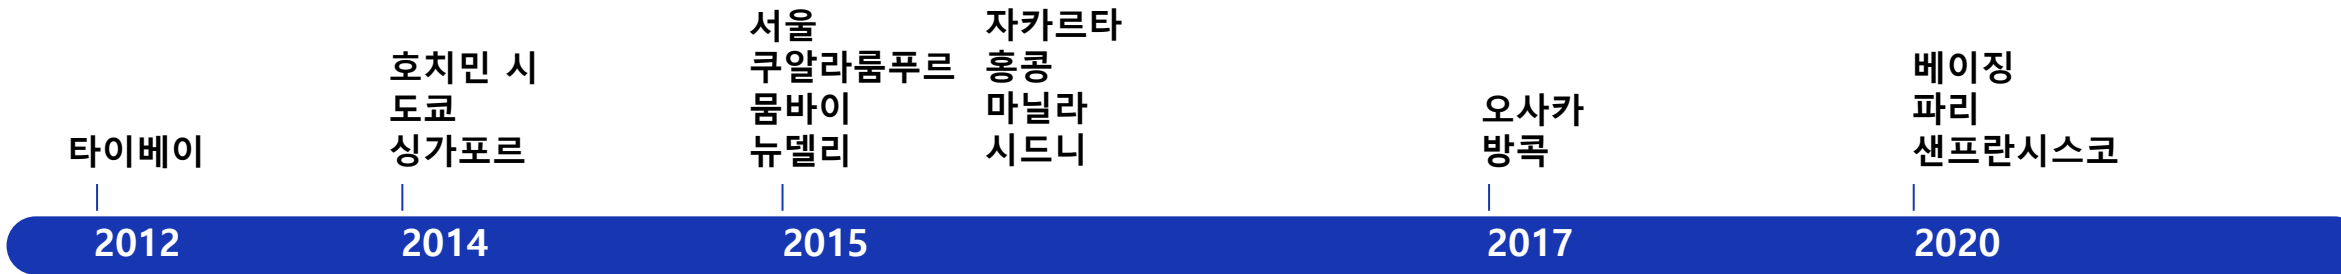 타이베이
2012
호치민 시
도쿄
싱가포르
2014
서울
쿠알라룸푸르
뭄바이
뉴델리
자카르타
홍콩
마닐라
시드니
2015
오사카
방콕
2017
베이징
파리
샌프란시스코
2020